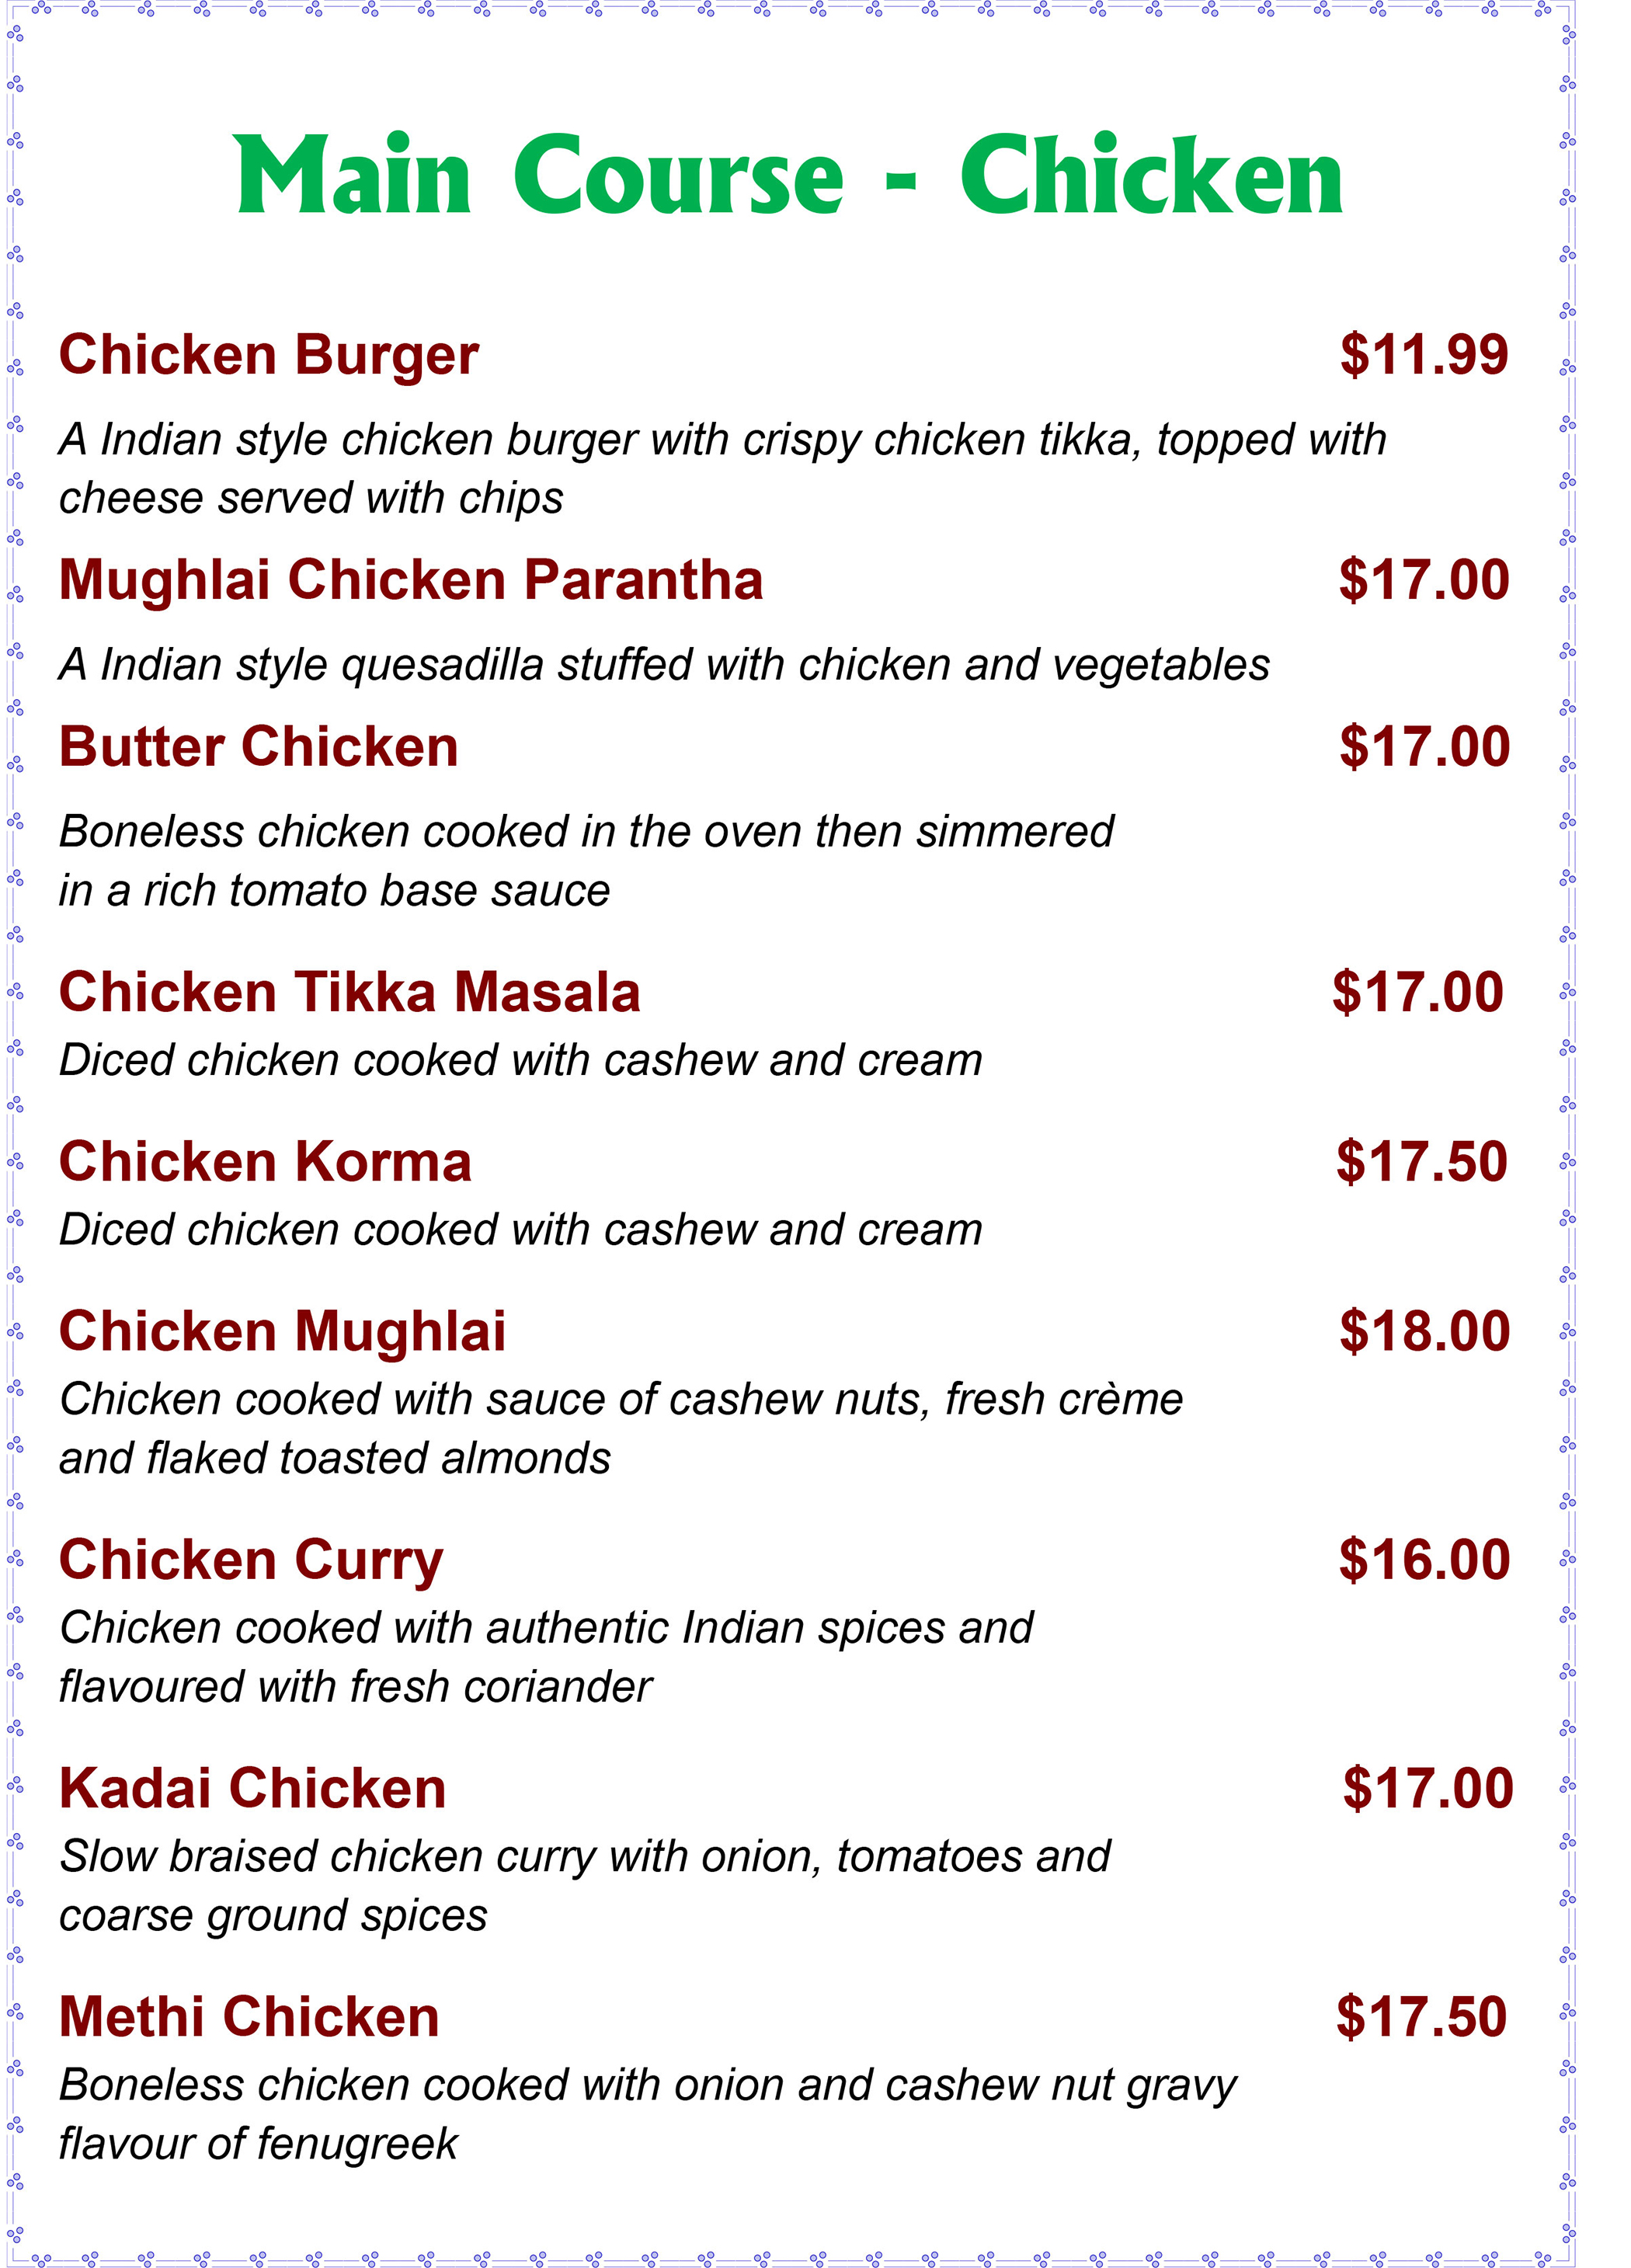 Main Course - Chicken
Chicken Burger $11.99
A Indian style chicken burger with crispy chicken tikka, topped with
cheese served with chips
Mughlai Chicken Parantha $17.00
A Indian style quesadilla stuffed with chicken and vegetables
Butter Chicken $17.00
Boneless chicken cooked in the oven then simmered
in a rich tomato base sauce
Chicken Tikka Masala $17.00
Diced chicken cooked with cashew and cream
Chicken Korma $17.50
Diced chicken cooked with cashew and cream
Chicken Mughlai $18.00
Chicken cooked with sauce of cashew nuts, fresh crème
and flaked toasted almonds
Chicken Curry $16.00
Chicken cooked with authentic Indian spices and
flavoured with fresh coriander
Kadai Chicken $17.00
Slow braised chicken curry with onion, tomatoes and
coarse ground spices
Methi Chicken $17.50
Boneless chicken cooked with onion and cashew nut gravy
flavour of fenugreek